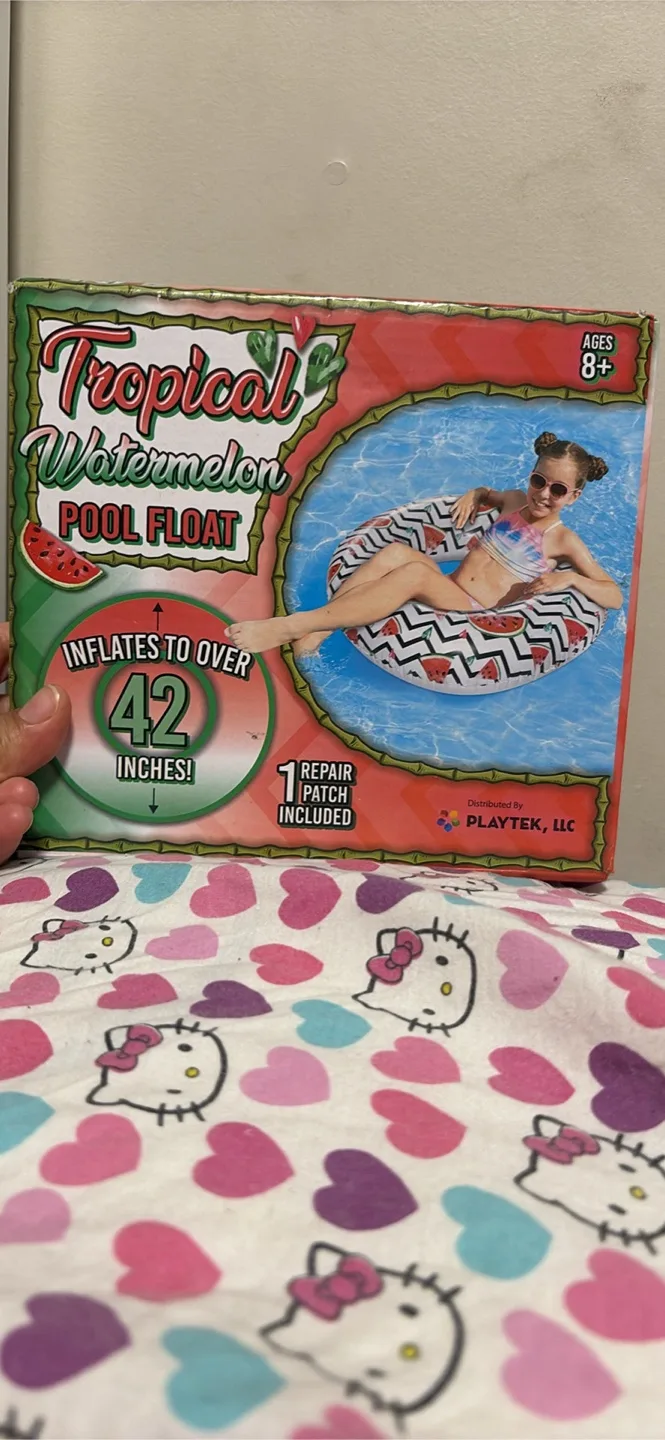 Tropical
Watermelon
POOL FLOAT
AGES
8+
INFLATES TO OVER
42
INCHES!
1 REPAIR
PATCH
INCLUDED
Distributed By
PLAYTEK, LLC